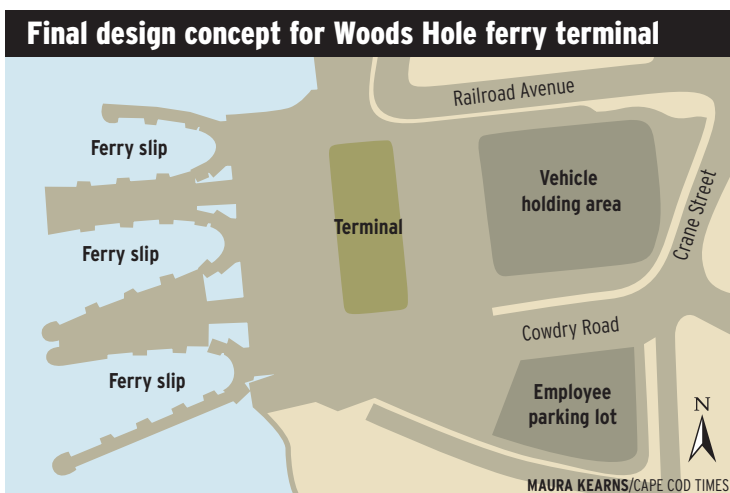 Final design concept for Woods Hole ferry terminal
Railroad Avenue
Ferry slip
Vehicle
holding area
Crane Street
Terminal
Ferry slip
Cowdry Road
Ferry slip
Employee
parking lot
N
MAURA KEARNS/CAPE COD TIMES